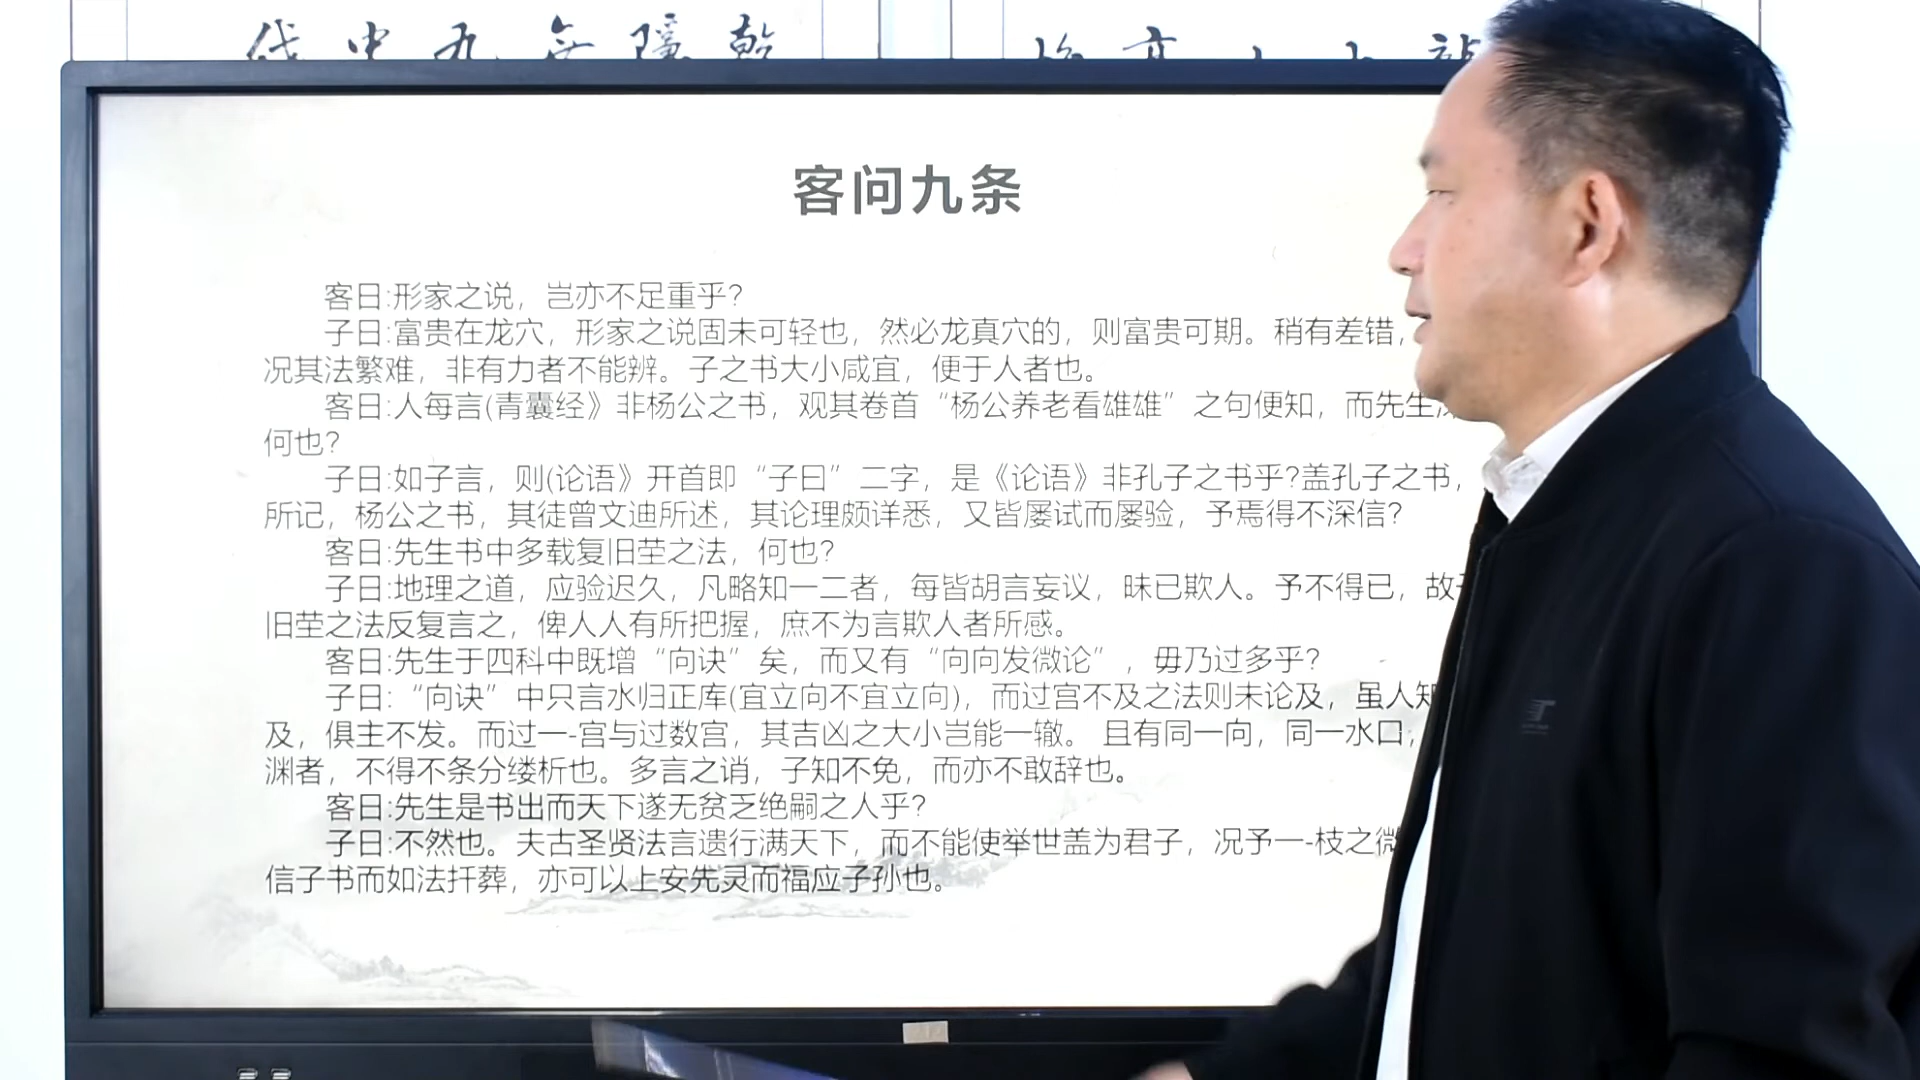 乾隱無九中伐
客问九条
客日:形家之说，岂亦不足重乎？
子日:富贵在龙穴，形家之说固未可轻也，然必龙真穴的，则富贵可期。稍有差错，
况其法繁难，非有力者不能辨。子之书大小咸宜，便于人者也。
客日:人每言(青囊经》非杨公之书，观其卷首“杨公养老看雄雄”之句便知，而先生
何也？
子日:如子言，则(论语》开首即“子曰”二字，是《论语》非孔子之书乎?盖孔子之书，
所记，杨公之书，其徒曾文迪所述，其论理颇详悉，又皆屡试而屡验，予焉得不深信？
客日:先生书中多载复旧茔之法，何也？
子日:地理之道，应验迟久，凡略知一二者，每皆胡言妄议，昧已欺人。予不得已，故于
旧茔之法反复言之，俾人人有所把握，庶不为言欺人者所感。
客日:先生于四科中既增“向诀”矣，而又有“向向发微论”，毋乃过多乎？
子日:“向诀”中只言水归正库(宜立向不宜立向)，而过宫不及之法则未论及，虽人知
及，俱主不发。而过一-宫与过数宫，其吉凶之大小岂能一辙。 且有同一向，同一水口，
渊者，不得不条分缕析也。多言之诮，子知不免，而亦不敢辞也。
客日:先生是书出而天下遂无贫乏绝嗣之人乎？
子日:不然也。夫古圣贤法言遗行满天下，而不能使举世盖为君子，况予一-枝之微
信子书而如法扦葬，亦可以上安先灵而福应子孙也。